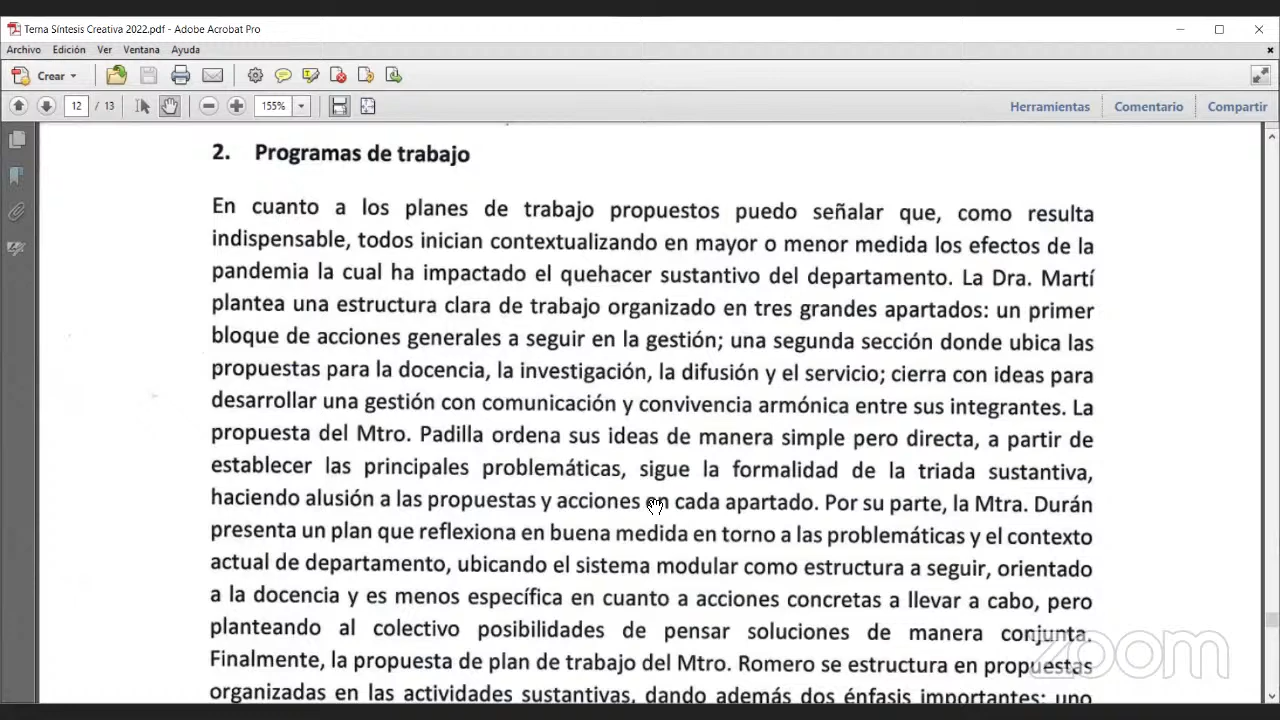 Tema Síntesis Creativa 2022.pdf - Adobe Acrobat Pro
Archivo Edición Ver Ventana Ayuda
Crear
12 / 13 155% Herramientas Comentario Compartir
2. Programas de trabajo
En cuanto a los planes de trabajo propuestos puedo señalar que, como resulta
indispensable, todos inician contextualizando en mayor o menor medida los efectos de la
pandemia la cual ha impactado el quehacer sustantivo del departamento. La Dra. Martí
plantea una estructura clara de trabajo organizado en tres grandes apartados: un primer
bloque de acciones generales a seguir en la gestión; una segunda sección donde ubica las
propuestas para la docencia, la investigación, la difusión y el servicio; cierra con ideas para
desarrollar una gestión con comunicación y convivencia armónica entre sus integrantes. La
propuesta del Mtro. Padilla ordena sus ideas de manera simple pero directa, a partir de
establecer las principales problemáticas, sigue la formalidad de la triada sustantiva,
haciendo alusión a las propuestas y acciones en cada apartado. Por su parte, la Mtra. Durán
presenta un plan que reflexiona en buena medida en torno a las problemáticas y el contexto
actual de departamento, ubicando el sistema modular como estructura a seguir, orientado
a la docencia y es menos específica en cuanto a acciones concretas a llevar a cabo, pero
planteando al colectivo posibilidades de pensar soluciones de manera conjunta.
Finalmente, la propuesta de plan de trabajo del Mtro. Romero se estructura en propuestas
organizadas en las actividades sustantivas, dando además dos énfasis importantes: uno
zoom